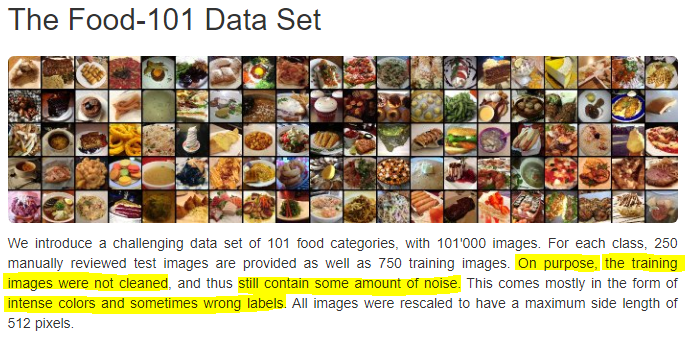 The Food-101 Data Set
We introduce a challenging data set of 101 food categories, with 101'000 images. For each class, 250
manually reviewed test images are provided as well as 750 training images. On purpose, the training
images were not cleaned, and thus still contain some amount of noise. This comes mostly in the form of
intense colors and sometimes wrong labels. All images were rescaled to have a maximum side length of
512 pixels.